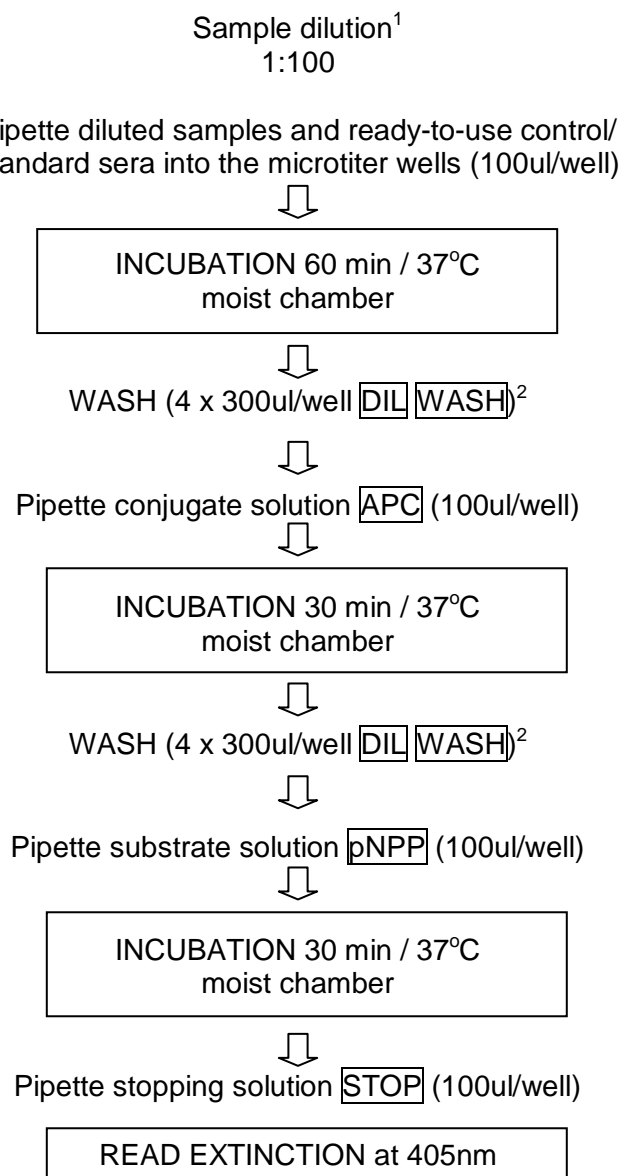 Sample dilution¹
1:100
ipette diluted samples and ready-to-use control/
andard sera into the microtiter wells (100ul/well)
INCUBATION 60 min / 37°C
moist chamber
WASH (4 x 300ul/well DIL WASH)²
Pipette conjugate solution APC (100ul/well)
INCUBATION 30 min / 37°C
moist chamber
WASH (4 x 300ul/well DIL WASH)²
Pipette substrate solution pNPP (100ul/well)
INCUBATION 30 min / 37°C
moist chamber
Pipette stopping solution STOP (100ul/well)
READ EXTINCTION at 405nm